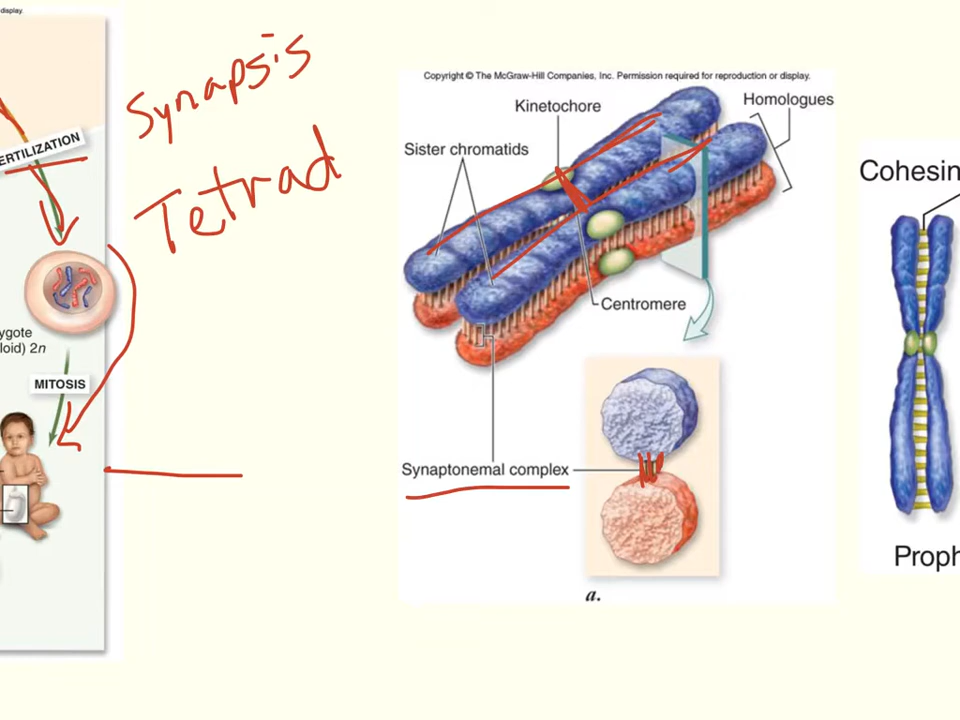 display.
Synapsis
Tetrad
ERTILIZATION
ygote
loid) 2n
MITOSIS
Copyright © The McGraw-Hill Companies, Inc. Permission required for reproduction or display.
Kinetochore
Homologues
Sister chromatids
Centromere
Synaptonemal complex
a.
Cohesin
Proph